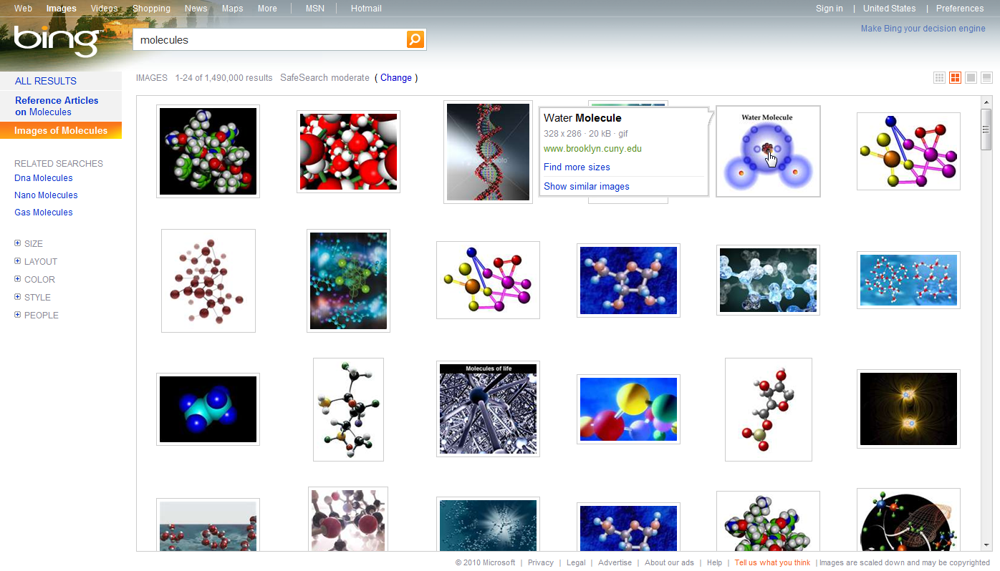 Web Images Videos Shopping News Maps More | MSN | Hotmail
Sign in | United States | Preferences
bing™
molecules
Make Bing your decision engine
ALL RESULTS
Reference Articles
on Molecules
Images of Molecules
RELATED SEARCHES
Dna Molecules
Nano Molecules
Gas Molecules
SIZE
LAYOUT
COLOR
STYLE
PEOPLE
IMAGES 1-24 of 1,490,000 results SafeSearch moderate ( Change )
Water Molecule
328 x 286 · 20 kB · gif
www.brooklyn.cuny.edu
Find more sizes
Show similar images
Water Molecule
Molecules of life
© 2010 Microsoft | Privacy | Legal | Advertise | About our ads | Help | Tell us what you think | Images are scaled down and may be copyrighted